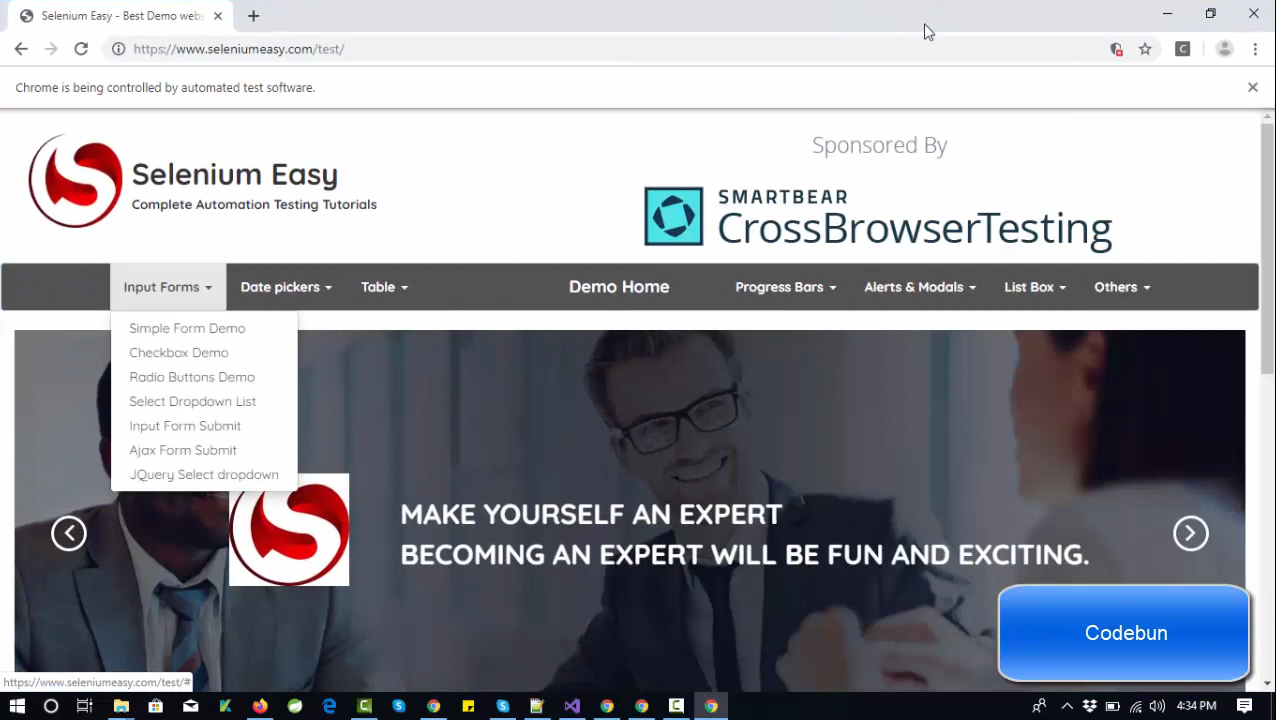 Selenium Easy - Best Demo webs
https://www.seleniumeasy.com/test/
C
Chrome is being controlled by automated test software.
Sponsored By
Selenium Easy
Complete Automation Testing Tutorials
SMARTBEAR
CrossBrowserTesting
Input Forms
Date pickers
Table
Demo Home
Progress Bars
Alerts & Modals
List Box
Others
Simple Form Demo
Checkbox Demo
Radio Buttons Demo
Select Dropdown List
Input Form Submit
Ajax Form Submit
JQuery Select dropdown
MAKE YOURSELF AN EXPERT
BECOMING AN EXPERT WILL BE FUN AND EXCITING.
Codebun
https://www.seleniumeasy.com/test/#
4:34 PM